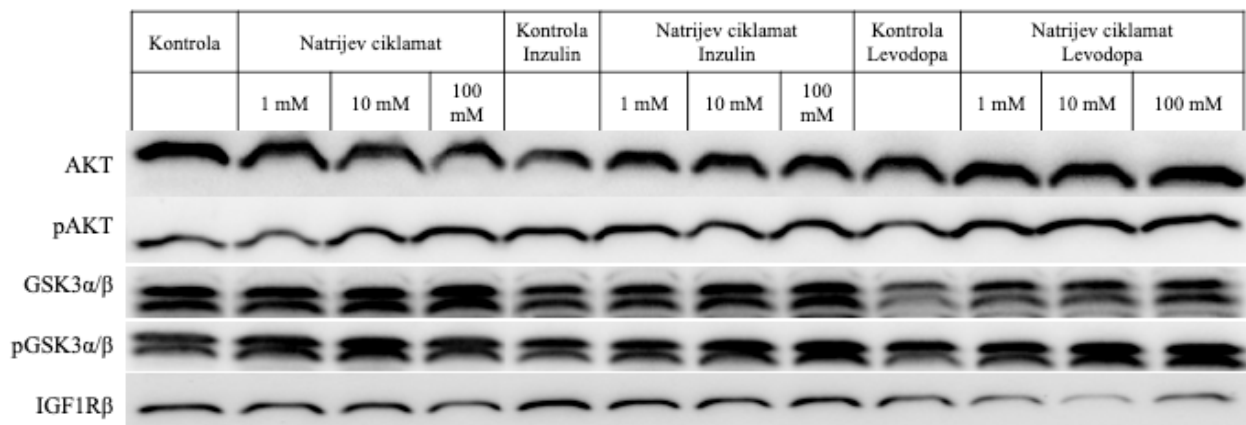 Kontrola
Natrijev ciklamat
Kontrola
Inzulin
Natrijev ciklamat
Inzulin
Kontrola
Levodopa
Natrijev ciklamat
Levodopa
1 mM
10 mM
100
mM
1 mM
10 mM
100
mM
1 mM
10 mM
100 mM
AKT
pAKT
GSK3α/β
pGSK3α/β
IGF1Rβ